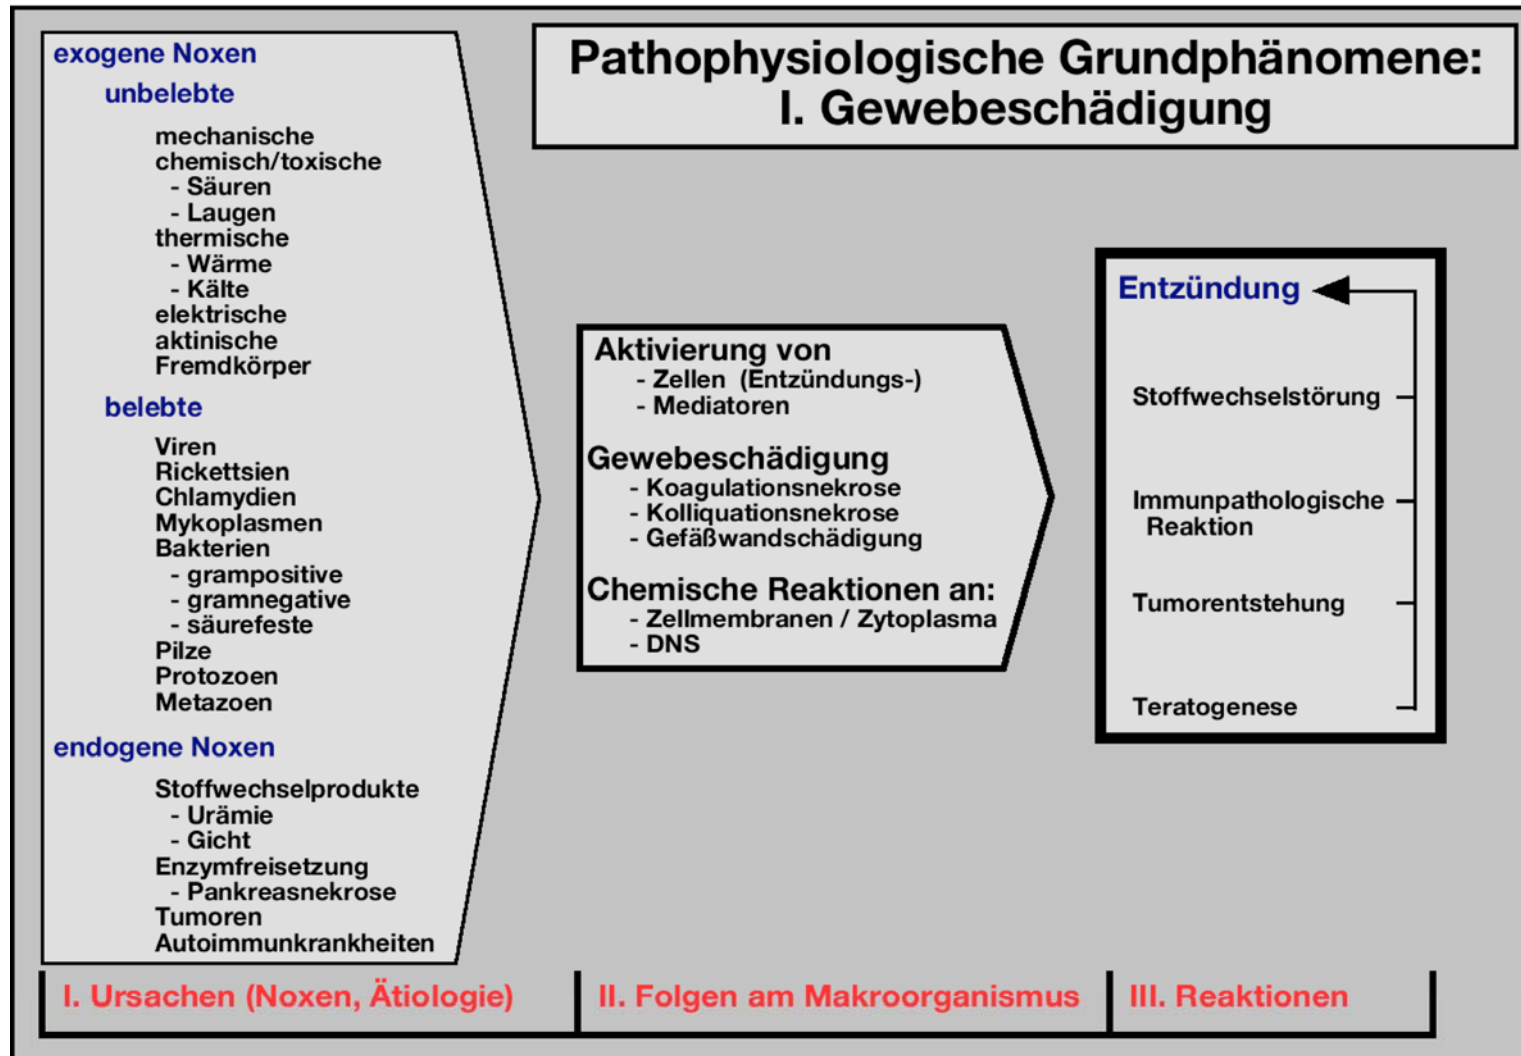 Pathophysiologische Grundphänomene:
I. Gewebeschädigung
exogene Noxen
unbelebte
mechanische
chemisch/toxische
- Säuren
- Laugen
thermische
- Wärme
- Kälte
elektrische
aktinische
Fremdkörper
belebte
Viren
Rickettsien
Chlamydien
Mykoplasmen
Bakterien
- grampositive
- gramnegative
- säurefeste
Pilze
Protozoen
Metazoen
endogene Noxen
Stoffwechselprodukte
- Urämie
- Gicht
Enzymfreisetzung
- Pankreasnekrose
Tumoren
Autoimmunkrankheiten
Aktivierung von
- Zellen (Entzündungs-)
- Mediatoren
Gewebeschädigung
- Koagulationsnekrose
- Kolliquationsnekrose
- Gefäßwandschädigung
Chemische Reaktionen an:
- Zellmembranen / Zytoplasma
- DNS
Entzündung
Stoffwechselstörung
Immunpathologische
Reaktion
Tumorentstehung
Teratogenese
I. Ursachen (Noxen, Ätiologie)
II. Folgen am Makroorganismus
III. Reaktionen